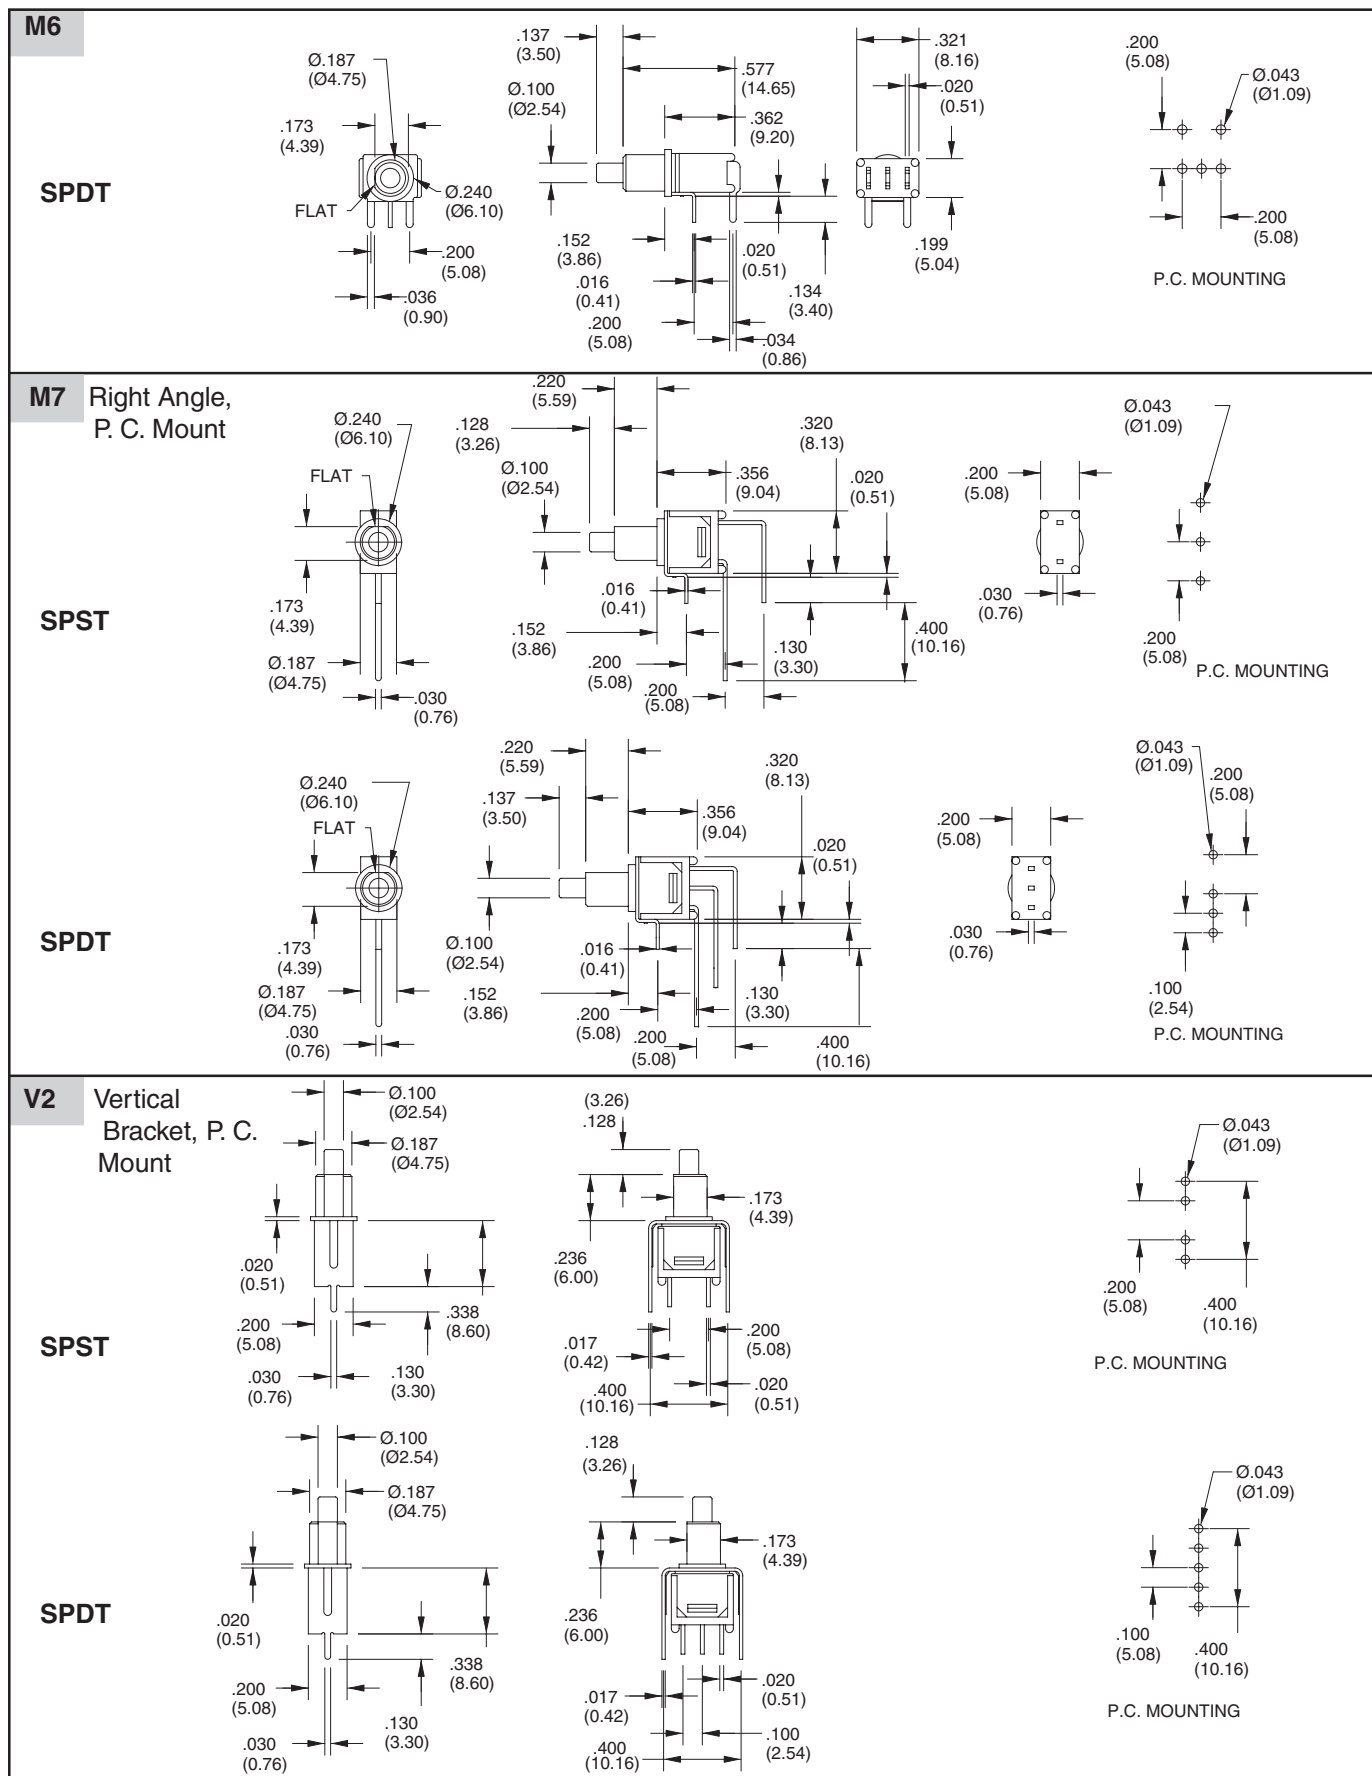 M6
SPDT
Ø.187
(Ø4.75)
.173
(4.39)
FLAT
Ø.240
(Ø6.10)
.200
(5.08)
.036
(0.90)
.137
(3.50)
Ø.100
(Ø2.54)
.577
(14.65)
.362
(9.20)
.152
(3.86)
.016
(0.41)
.200
(5.08)
.020
(0.51)
.134
(3.40)
.034
(0.86)
.321
(8.16)
.020
(0.51)
.199
(5.04)
.200
(5.08)
Ø.043
(Ø1.09)
.200
(5.08)
P.C. MOUNTING
M7 Right Angle,
P. C. Mount
SPST
Ø.240
(Ø6.10)
FLAT
.173
(4.39)
Ø.187
(Ø4.75)
.030
(0.76)
.220
(5.59)
.128
(3.26)
Ø.100
(Ø2.54)
.356
(9.04)
.320
(8.13)
.020
(0.51)
.016
(0.41)
.152
(3.86)
.200
(5.08)
.200
(5.08)
.130
(3.30)
.400
(10.16)
.200
(5.08)
.030
(0.76)
Ø.043
(Ø1.09)
.200
(5.08)
P.C. MOUNTING
SPDT
Ø.240
(Ø6.10)
FLAT
.173
(4.39)
Ø.187
(Ø4.75)
.030
(0.76)
.220
(5.59)
.137
(3.50)
.356
(9.04)
.320
(8.13)
.020
(0.51)
Ø.100
(Ø2.54)
.016
(0.41)
.152
(3.86)
.200
(5.08)
.200
(5.08)
.130
(3.30)
.400
(10.16)
.200
(5.08)
.030
(0.76)
Ø.043
(Ø1.09)
.200
(5.08)
.100
(2.54)
P.C. MOUNTING
V2 Vertical
Bracket, P. C.
Mount
SPST
Ø.100
(Ø2.54)
Ø.187
(Ø4.75)
.020
(0.51)
.200
(5.08)
.338
(8.60)
.030
(0.76)
.130
(3.30)
(3.26)
.128
.173
(4.39)
.236
(6.00)
.017
(0.42)
.200
(5.08)
.400
(10.16)
.020
(0.51)
Ø.043
(Ø1.09)
.200
(5.08)
.400
(10.16)
P.C. MOUNTING
SPDT
Ø.100
(Ø2.54)
Ø.187
(Ø4.75)
.020
(0.51)
.200
(5.08)
.338
(8.60)
.030
(0.76)
.130
(3.30)
.128
(3.26)
.173
(4.39)
.236
(6.00)
.017
(0.42)
.020
(0.51)
.400
(10.16)
.100
(2.54)
Ø.043
(Ø1.09)
.100
(5.08)
.400
(10.16)
P.C. MOUNTING